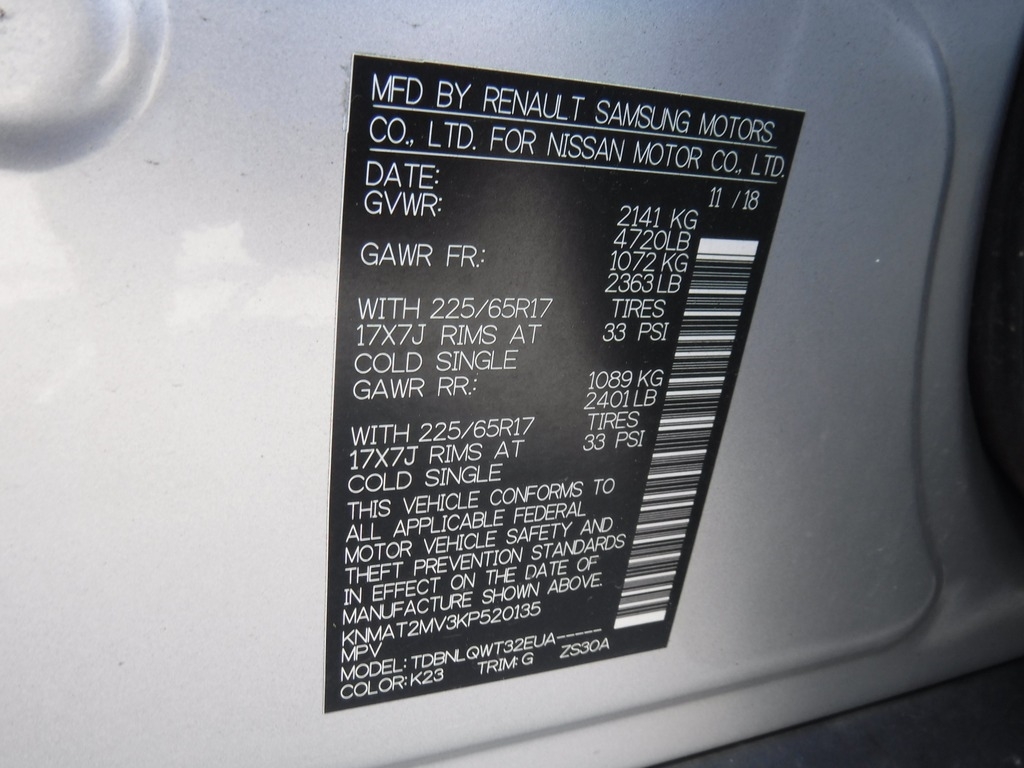 MFD BY RENAULT SAMSUNG MOTORS
CO., LTD. FOR NISSAN MOTOR CO., LTD.
DATE: 11 / 18
GVWR: 2141 KG
4720LB
GAWR FR.: 1072 KG
2363LB
WITH 225/65R17 TIRES
17X7J RIMS AT 33 PSI
COLD SINGLE
GAWR RR.: 1089 KG
2401LB
WITH 225/65R17 TIRES
17X7J RIMS AT 33 PSI
COLD SINGLE
THIS VEHICLE CONFORMS TO
ALL APPLICABLE FEDERAL
MOTOR VEHICLE SAFETY AND
THEFT PREVENTION STANDARDS
IN EFFECT ON THE DATE OF
MANUFACTURE SHOWN ABOVE.
KNMAT2MV3KP520135
MPV
MODEL: TDBNLQWT32EUA-----
COLOR: K23 TRIM: G ZS30A